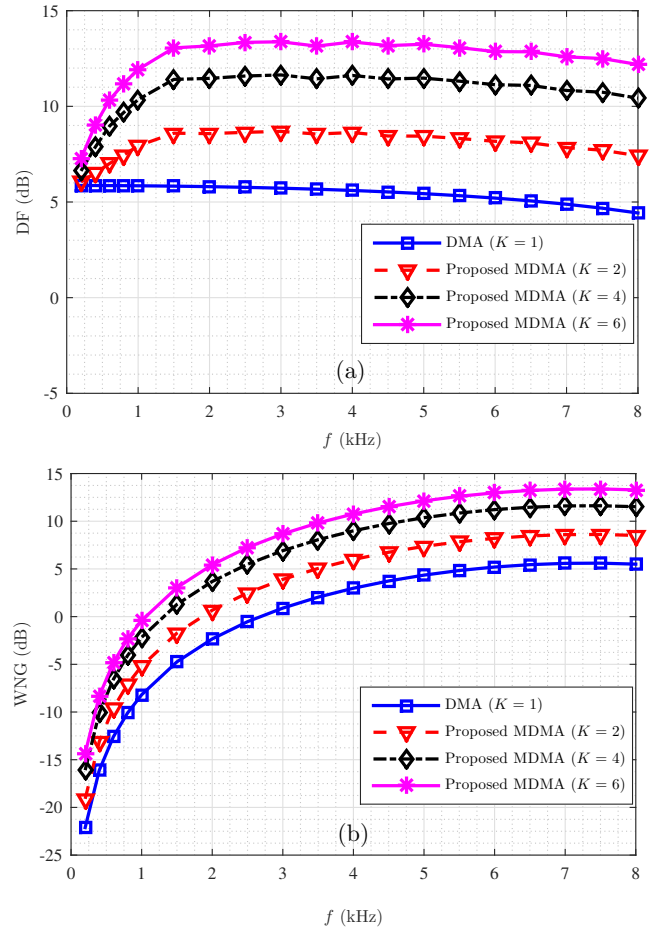 15
10
5
0
-5
DF (dB)
DMA (K = 1)
Proposed MDMA (K = 2)
Proposed MDMA (K = 4)
Proposed MDMA (K = 6)
(a)
0 1 2 3 4 5 6 7 8
f (kHz)
15
10
5
0
-5
-10
-15
-20
-25
WNG (dB)
DMA (K = 1)
Proposed MDMA (K = 2)
Proposed MDMA (K = 4)
Proposed MDMA (K = 6)
(b)
0 1 2 3 4 5 6 7 8
f (kHz)